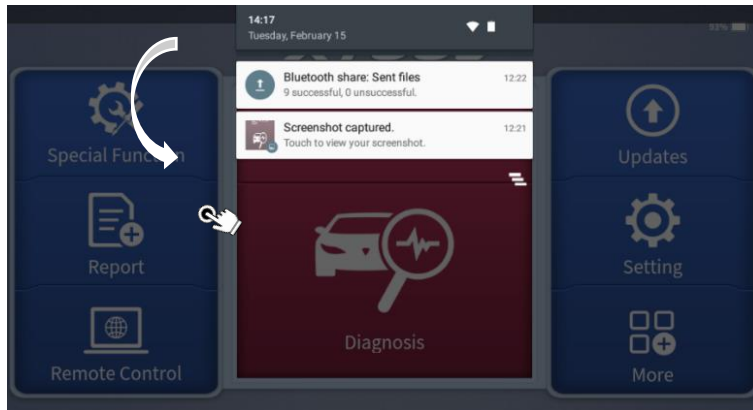 14:17
Tuesday, February 15
92%
Bluetooth share: Sent files
12:22
9 successful, 0 unsuccessful.
Screenshot captured.
12:21
Touch to view your screenshot.
Special Function
Updates
Report
Setting
Diagnosis
Remote Control
More